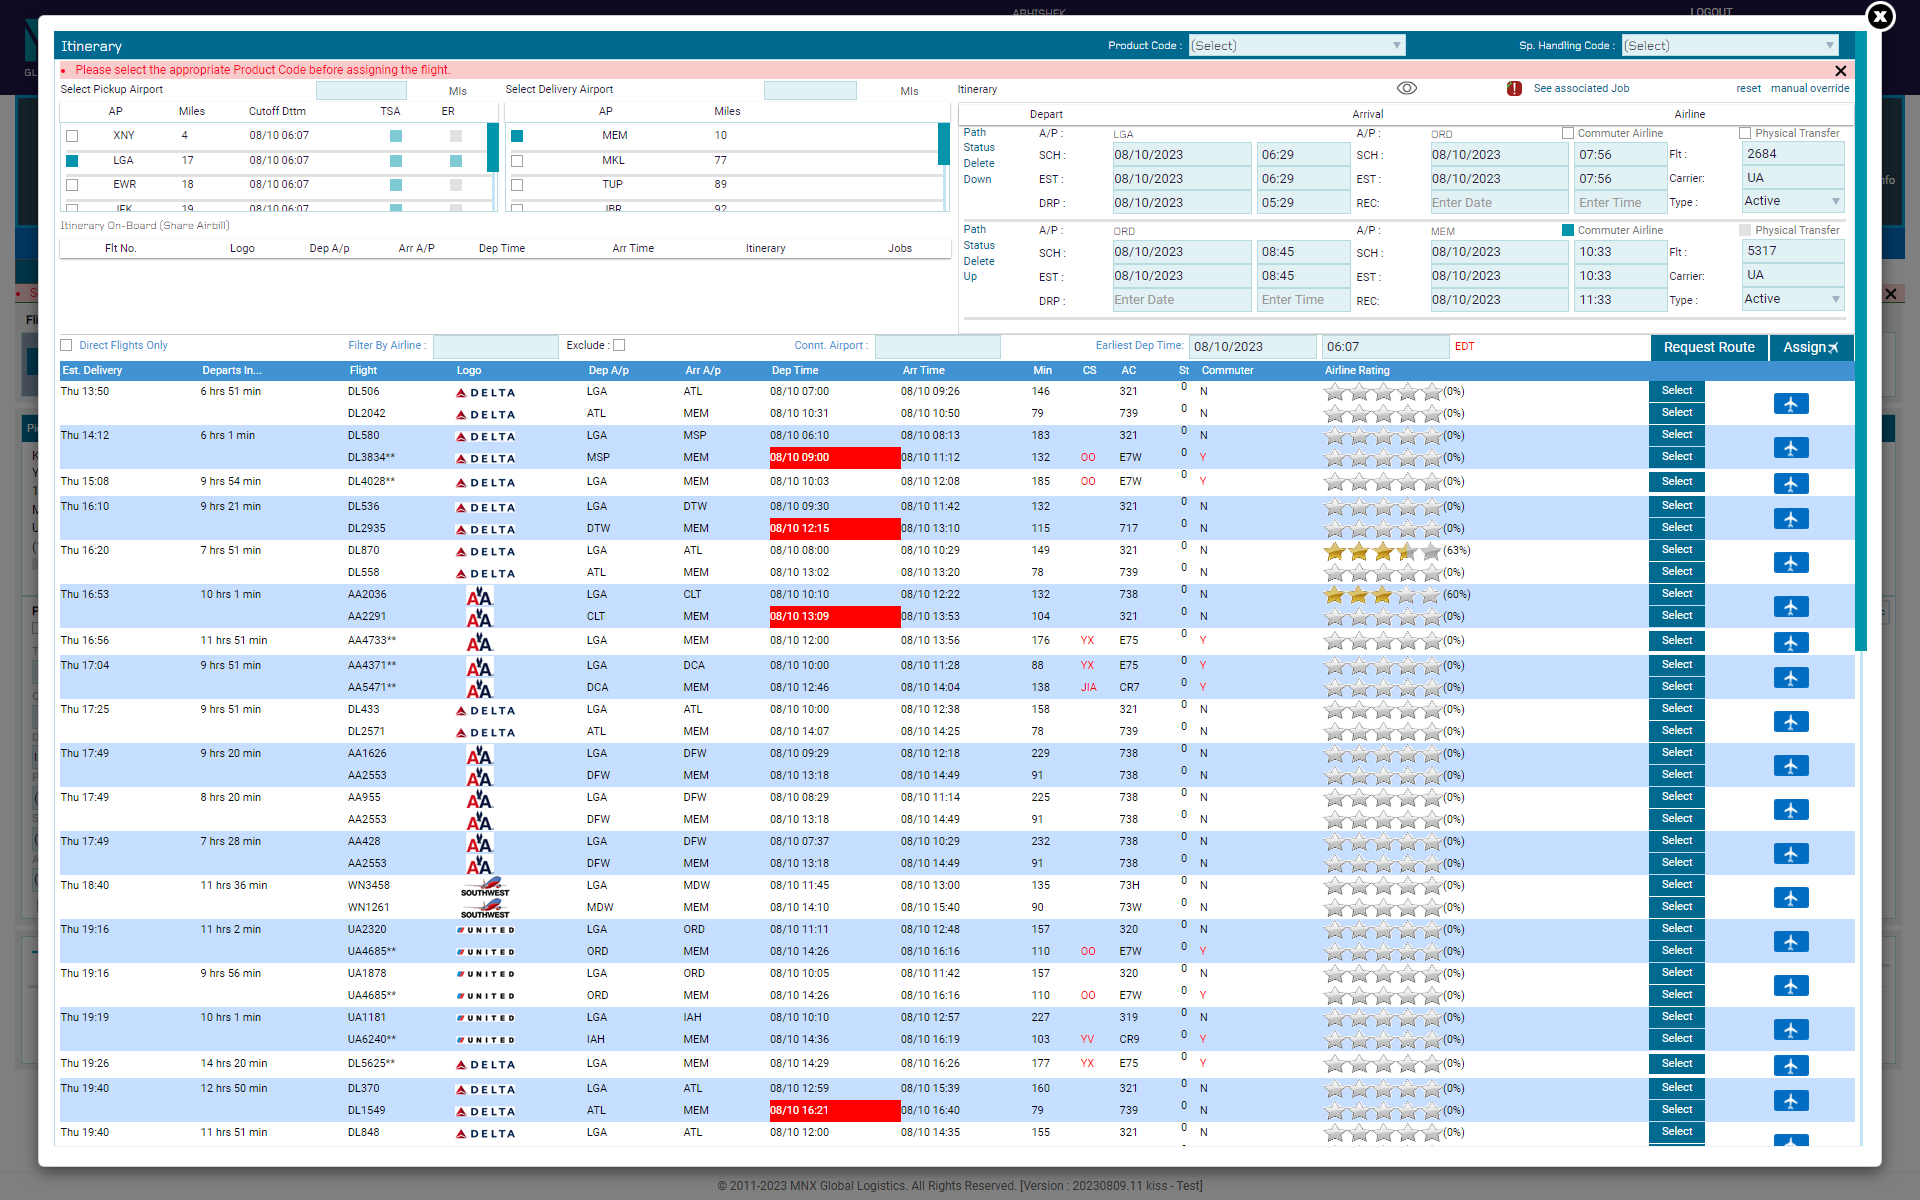 ABHISHEK
LOGOUT
Itinerary
Product Code : (Select)
Sp. Handling Code : (Select)
Please select the appropriate Product Code before assigning the flight.
Select Pickup Airport Mls
AP Miles Cutoff Dttm TSA ER
XNY 4 08/10 06:07
LGA 17 08/10 06:07
EWR 18 08/10 06:07
JFK 19 08/10 06:07
Select Delivery Airport Mls
AP Miles
MEM 10
MKL 77
TUP 89
JBR 92
Itinerary On-Board (Share Airbill)
Flt No. Logo Dep A/p Arr A/P Dep Time Arr Time Itinerary Jobs
Itinerary See associated Job reset manual override
Depart Arrival Airline
Path A/P : LGA A/P : ORD Commuter Airline Physical Transfer
Status SCH : 08/10/2023 06:29 SCH : 08/10/2023 07:56 Flt : 2684
Delete
Down EST : 08/10/2023 06:29 EST : 08/10/2023 07:56 Carrier: UA
DRP : 08/10/2023 05:29 REC: Enter Date Enter Time Type : Active
Path A/P : ORD A/P : MEM Commuter Airline Physical Transfer
Status SCH : 08/10/2023 08:45 SCH : 08/10/2023 10:33 Flt : 5317
Delete
Up EST : 08/10/2023 08:45 EST : 08/10/2023 10:33 Carrier: UA
DRP : Enter Date Enter Time REC: 08/10/2023 11:33 Type : Active
Direct Flights Only Filter By Airline : Exclude : Connt. Airport : Earliest Dep Time: 08/10/2023 06:07 EDT Request Route Assign
Est. Delivery Departs In... Flight Logo Dep A/p Arr A/p Dep Time Arr Time Min CS AC St Commuter Airline Rating
Thu 13:50 6 hrs 51 min DL506 DELTA LGA ATL 08/10 07:00 08/10 09:26 146 321 0 N (0%) Select
DL2042 DELTA ATL MEM 08/10 10:31 08/10 10:50 79 739 0 N (0%) Select
Thu 14:12 6 hrs 1 min DL580 DELTA LGA MSP 08/10 06:10 08/10 08:13 183 321 0 N (0%) Select
DL3834** DELTA MSP MEM 08/10 09:00 08/10 11:12 132 OO E7W 0 Y (0%) Select
Thu 15:08 9 hrs 54 min DL4028** DELTA LGA MEM 08/10 10:03 08/10 12:08 185 OO E7W 0 Y (0%) Select
Thu 16:10 9 hrs 21 min DL536 DELTA LGA DTW 08/10 09:30 08/10 11:42 132 321 0 N (0%) Select
DL2935 DELTA DTW MEM 08/10 12:15 08/10 13:10 115 717 0 N (0%) Select
Thu 16:20 7 hrs 51 min DL870 DELTA LGA ATL 08/10 08:00 08/10 10:29 149 321 0 N (63%) Select
DL558 DELTA ATL MEM 08/10 13:02 08/10 13:20 78 739 0 N (0%) Select
Thu 16:53 10 hrs 1 min AA2036 AA LGA CLT 08/10 10:10 08/10 12:22 132 738 0 N (60%) Select
AA2291 AA CLT MEM 08/10 13:09 08/10 13:53 104 321 0 N (0%) Select
Thu 16:56 11 hrs 51 min AA4733** AA LGA MEM 08/10 12:00 08/10 13:56 176 YX E75 0 Y (0%) Select
Thu 17:04 9 hrs 51 min AA4371** AA LGA DCA 08/10 10:00 08/10 11:28 88 YX E75 0 Y (0%) Select
AA5471** AA DCA MEM 08/10 12:46 08/10 14:04 138 JIA CR7 0 Y (0%) Select
Thu 17:25 9 hrs 51 min DL433 DELTA LGA ATL 08/10 10:00 08/10 12:38 158 321 0 N (0%) Select
DL2571 DELTA ATL MEM 08/10 14:07 08/10 14:25 78 739 0 N (0%) Select
Thu 17:49 9 hrs 20 min AA1626 AA LGA DFW 08/10 09:29 08/10 12:18 229 738 0 N (0%) Select
AA2553 AA DFW MEM 08/10 13:18 08/10 14:49 91 738 0 N (0%) Select
Thu 17:49 8 hrs 20 min AA955 AA LGA DFW 08/10 08:29 08/10 11:14 225 738 0 N (0%) Select
AA2553 AA DFW MEM 08/10 13:18 08/10 14:49 91 738 0 N (0%) Select
Thu 17:49 7 hrs 28 min AA428 AA LGA DFW 08/10 07:37 08/10 10:29 232 738 0 N (0%) Select
AA2553 AA DFW MEM 08/10 13:18 08/10 14:49 91 738 0 N (0%) Select
Thu 18:40 11 hrs 36 min WN3458 SOUTHWEST LGA MDW 08/10 11:45 08/10 13:00 135 73H 0 N (0%) Select
WN1261 SOUTHWEST MDW MEM 08/10 14:10 08/10 15:40 90 73W 0 N (0%) Select
Thu 19:16 11 hrs 2 min UA2320 UNITED LGA ORD 08/10 11:11 08/10 12:48 157 320 0 N (0%) Select
UA4685** UNITED ORD MEM 08/10 14:26 08/10 16:16 110 OO E7W 0 Y (0%) Select
Thu 19:16 9 hrs 56 min UA1878 UNITED LGA ORD 08/10 10:05 08/10 11:42 157 320 0 N (0%) Select
UA4685** UNITED ORD MEM 08/10 14:26 08/10 16:16 110 OO E7W 0 Y (0%) Select
Thu 19:19 10 hrs 1 min UA1181 UNITED LGA IAH 08/10 10:10 08/10 12:57 227 319 0 N (0%) Select
UA6240** UNITED IAH MEM 08/10 14:36 08/10 16:19 103 YV CR9 0 Y (0%) Select
Thu 19:26 14 hrs 20 min DL5625** DELTA LGA MEM 08/10 14:29 08/10 16:26 177 YX E75 0 Y (0%) Select
Thu 19:40 12 hrs 50 min DL370 DELTA LGA ATL 08/10 12:59 08/10 15:39 160 321 0 N (0%) Select
DL1549 DELTA ATL MEM 08/10 16:21 08/10 16:40 79 739 0 N (0%) Select
Thu 19:40 11 hrs 51 min DL848 DELTA LGA ATL 08/10 12:00 08/10 14:35 155 321 0 N (0%) Select
© 2011-2023 MNX Global Logistics. All Rights Reserved. [Version : 20230809.11 kiss - Test]